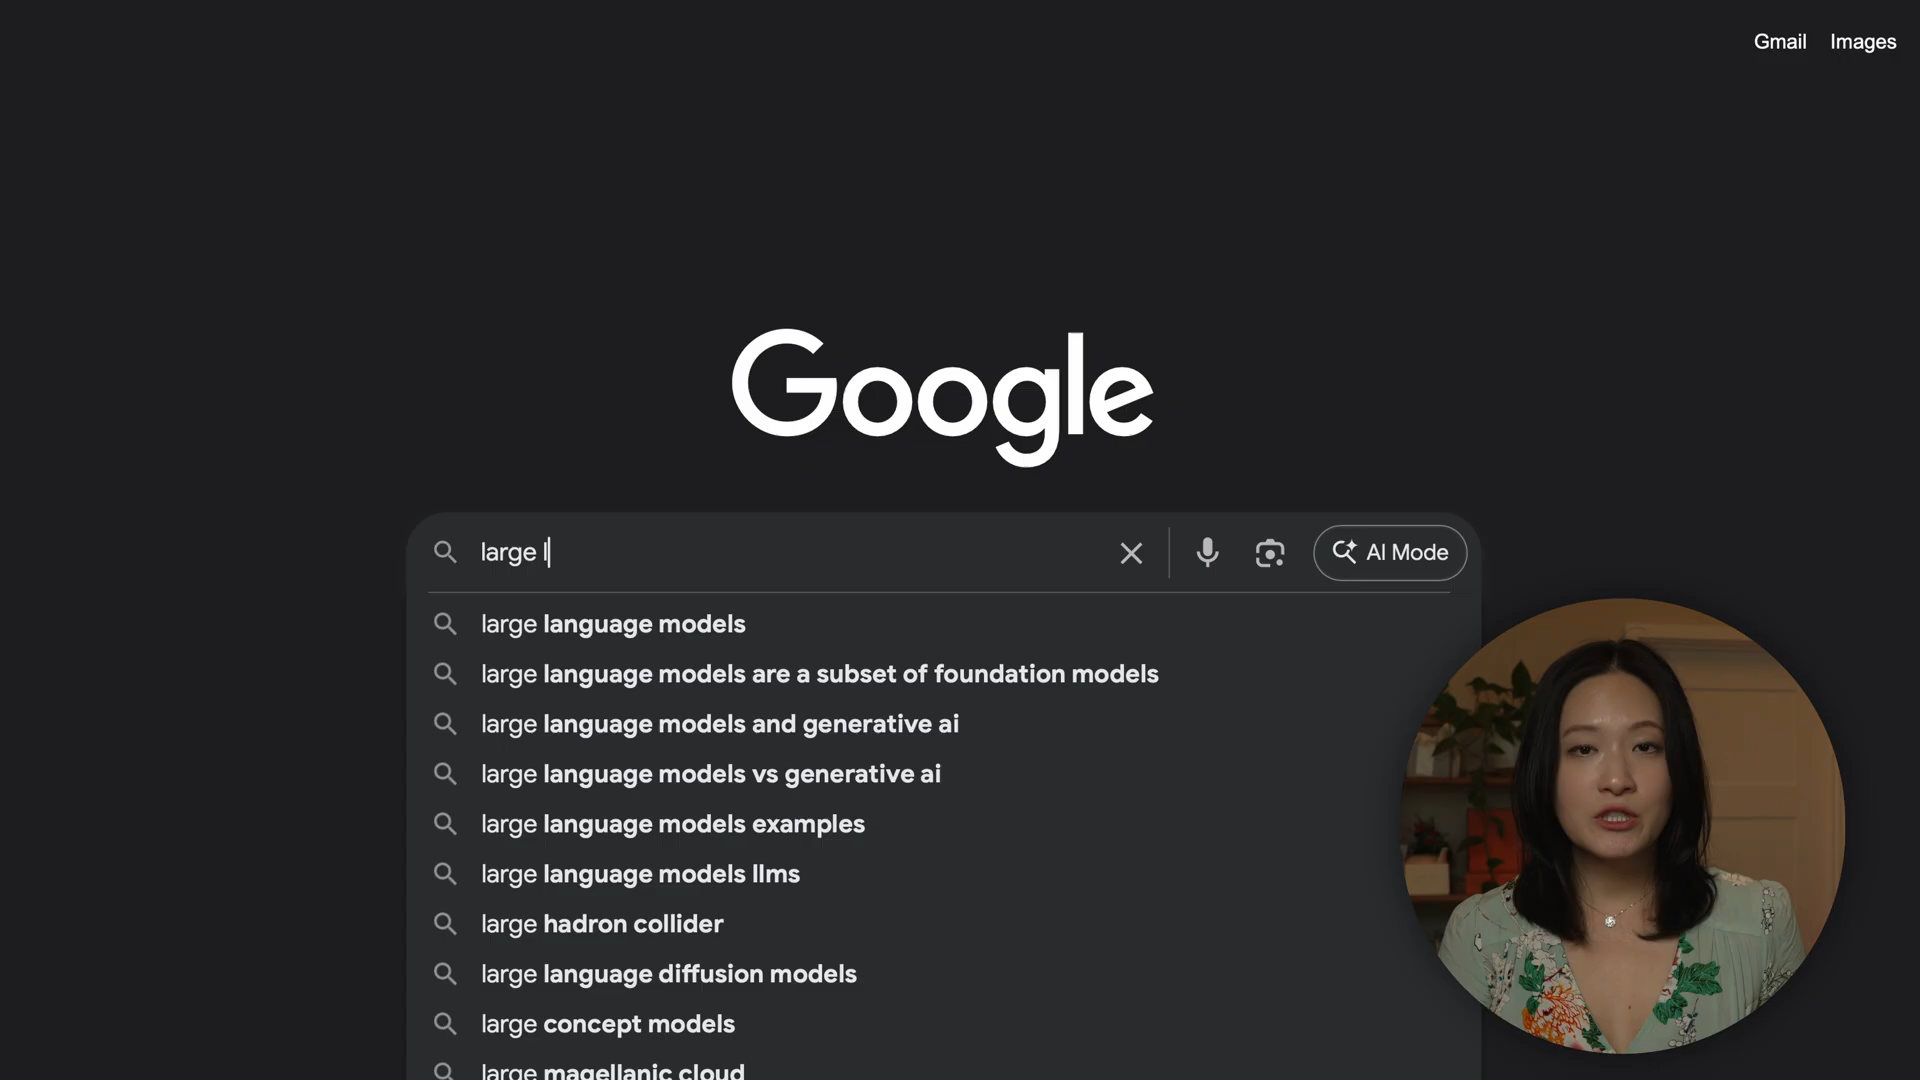 Gmail Images
Google
large l
AI Mode
large language models
large language models are a subset of foundation models
large language models and generative ai
large language models vs generative ai
large language models examples
large language models llms
large hadron collider
large language diffusion models
large concept models
large magellanic cloud